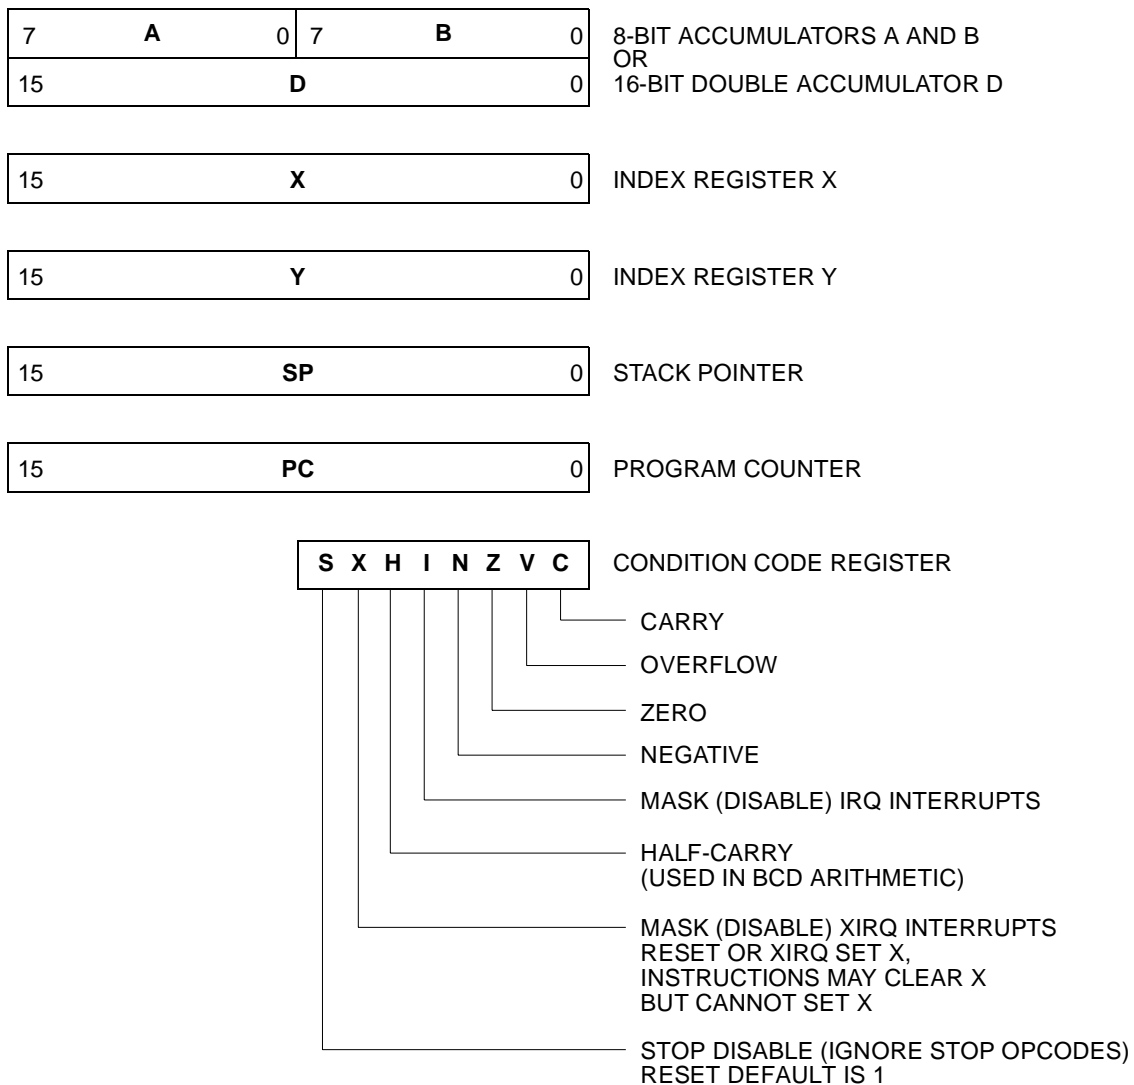 7 A 0 7 B 0 8-BIT ACCUMULATORS A AND B
OR
15 D 0 16-BIT DOUBLE ACCUMULATOR D
15 X 0 INDEX REGISTER X
15 Y 0 INDEX REGISTER Y
15 SP 0 STACK POINTER
15 PC 0 PROGRAM COUNTER
S X H I N Z V C CONDITION CODE REGISTER
CARRY
OVERFLOW
ZERO
NEGATIVE
MASK (DISABLE) IRQ INTERRUPTS
HALF-CARRY
(USED IN BCD ARITHMETIC)
MASK (DISABLE) XIRQ INTERRUPTS
RESET OR XIRQ SET X,
INSTRUCTIONS MAY CLEAR X
BUT CANNOT SET X
STOP DISABLE (IGNORE STOP OPCODES)
RESET DEFAULT IS 1